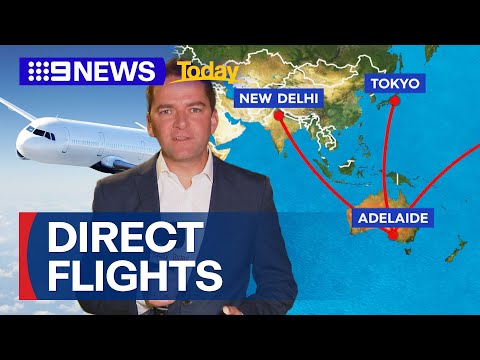 9NEWS
Today
NEW DELHI
TOKYO
ADELAIDE
DIRECT
FLIGHTS